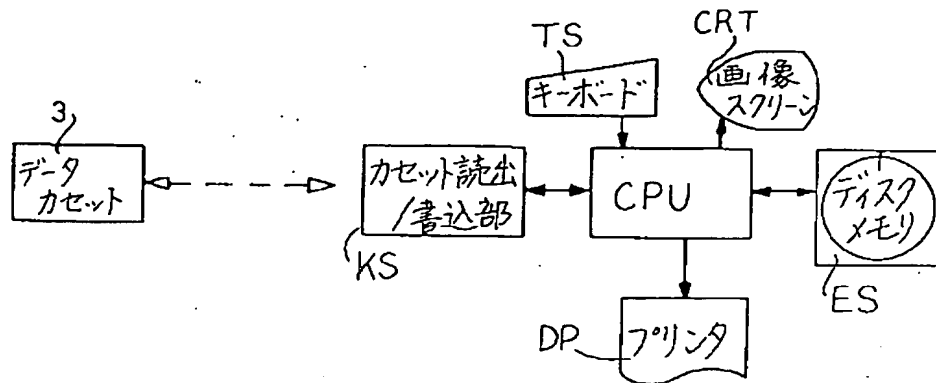 CRT
TS
画像
スクリーン
キーボード
3
データ
カセット
カセット読出
/書込部
CPU
ディスク
メモリ
KS
ES
DP
プリンタ